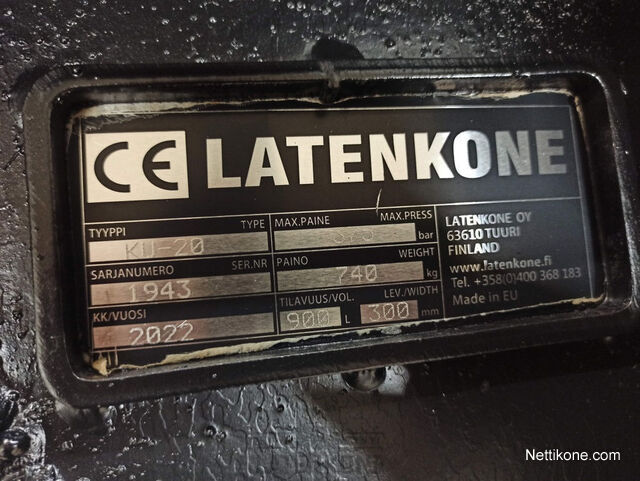 CE LATENKONE
TYYPPI TYPE
KU-20
SARJANUMERO SER.NR
1943
KK/VUOSI
2022
MAX.PAINE MAX.PRESS
bar
PAINO WEIGHT
740 kg
TILAVUUS/VOL. LEV./WIDTH
900 L 300 mm
LATENKONE OY
63610 TUURI
FINLAND
www.latenkone.fi
Tel. +358(0)400 368 183
Made in EU
Nettikone.com